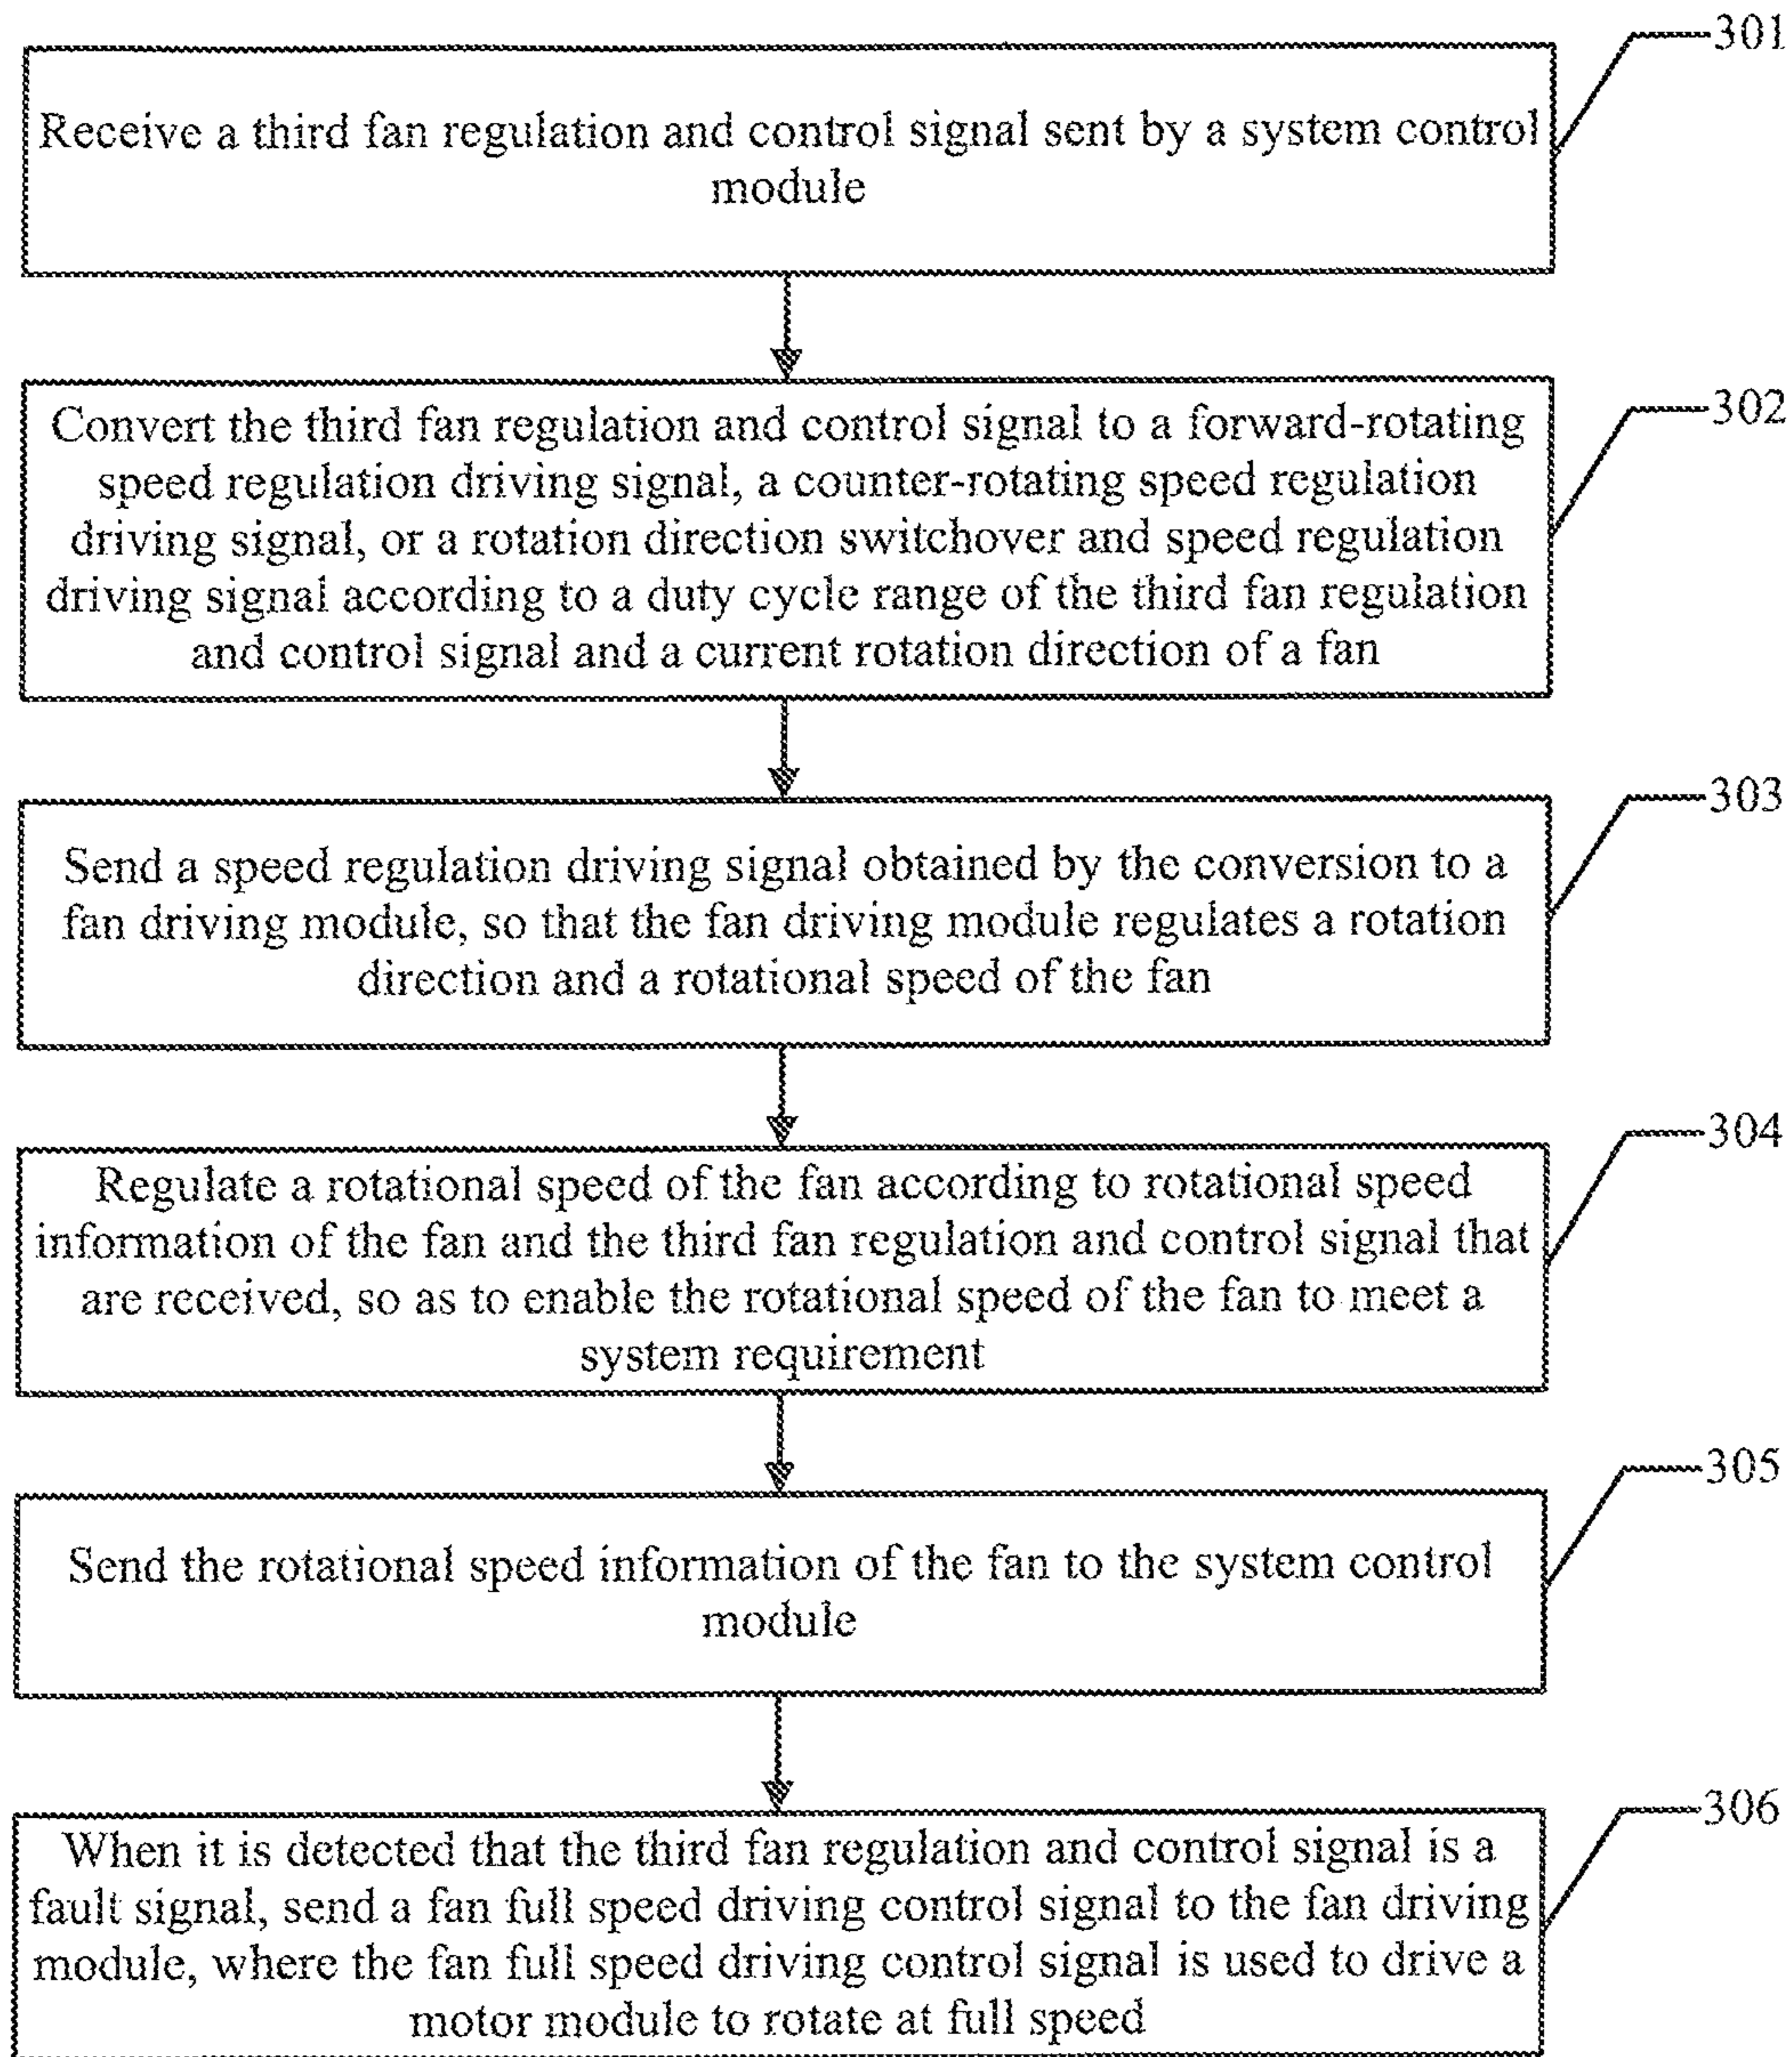 301
Receive a third fan regulation and control signal sent by a system control
module
302
Convert the third fan regulation and control signal to a forward-rotating
speed regulation driving signal, a counter-rotating speed regulation
driving signal, or a rotation direction switchover and speed regulation
driving signal according to a duty cycle range of the third fan regulation
and control signal and a current rotation direction of a fan
303
Send a speed regulation driving signal obtained by the conversion to a
fan driving module, so that the fan driving module regulates a rotation
direction and a rotational speed of the fan
304
Regulate a rotational speed of the fan according to rotational speed
information of the fan and the third fan regulation and control signal that
are received, so as to enable the rotational speed of the fan to meet a
system requirement
305
Send the rotational speed information of the fan to the system control
module
306
When it is detected that the third fan regulation and control signal is a
fault signal, send a fan full speed driving control signal to the fan driving
module, where the fan full speed driving control signal is used to drive a
motor module to rotate at full speed